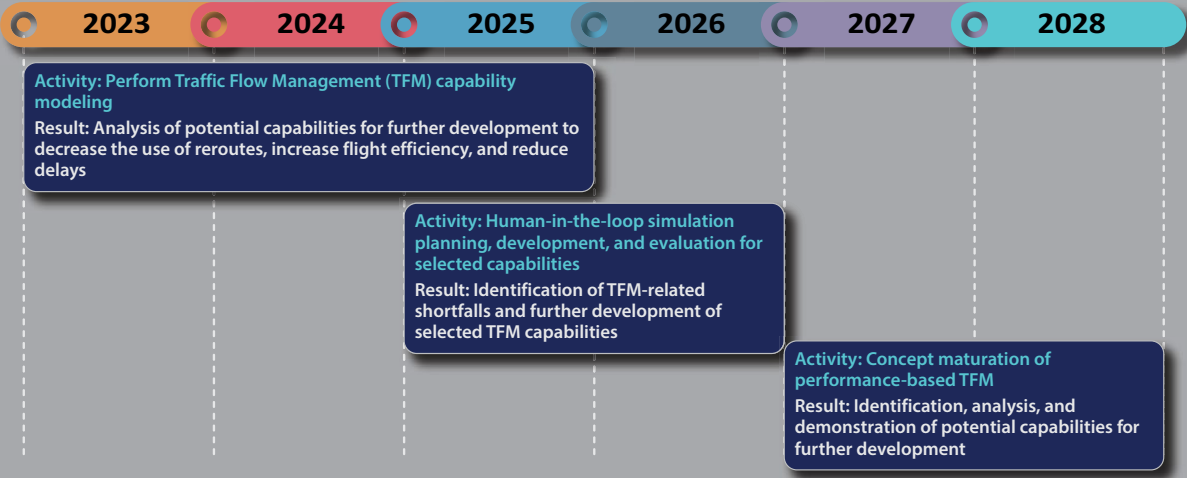 2023 2024 2025 2026 2027 2028
Activity: Perform Traffic Flow Management (TFM) capability
modeling
Result: Analysis of potential capabilities for further development to
decrease the use of reroutes, increase flight efficiency, and reduce
delays
Activity: Human-in-the-loop simulation
planning, development, and evaluation for
selected capabilities
Result: Identification of TFM-related
shortfalls and further development of
selected TFM capabilities
Activity: Concept maturation of
performance-based TFM
Result: Identification, analysis, and
demonstration of potential capabilities for
further development